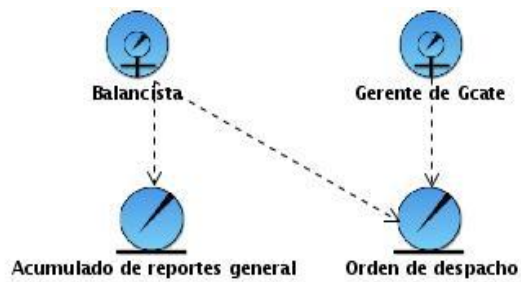 Balancista
Gerente de Gcate
Acumulado de reportes general
Orden de despacho